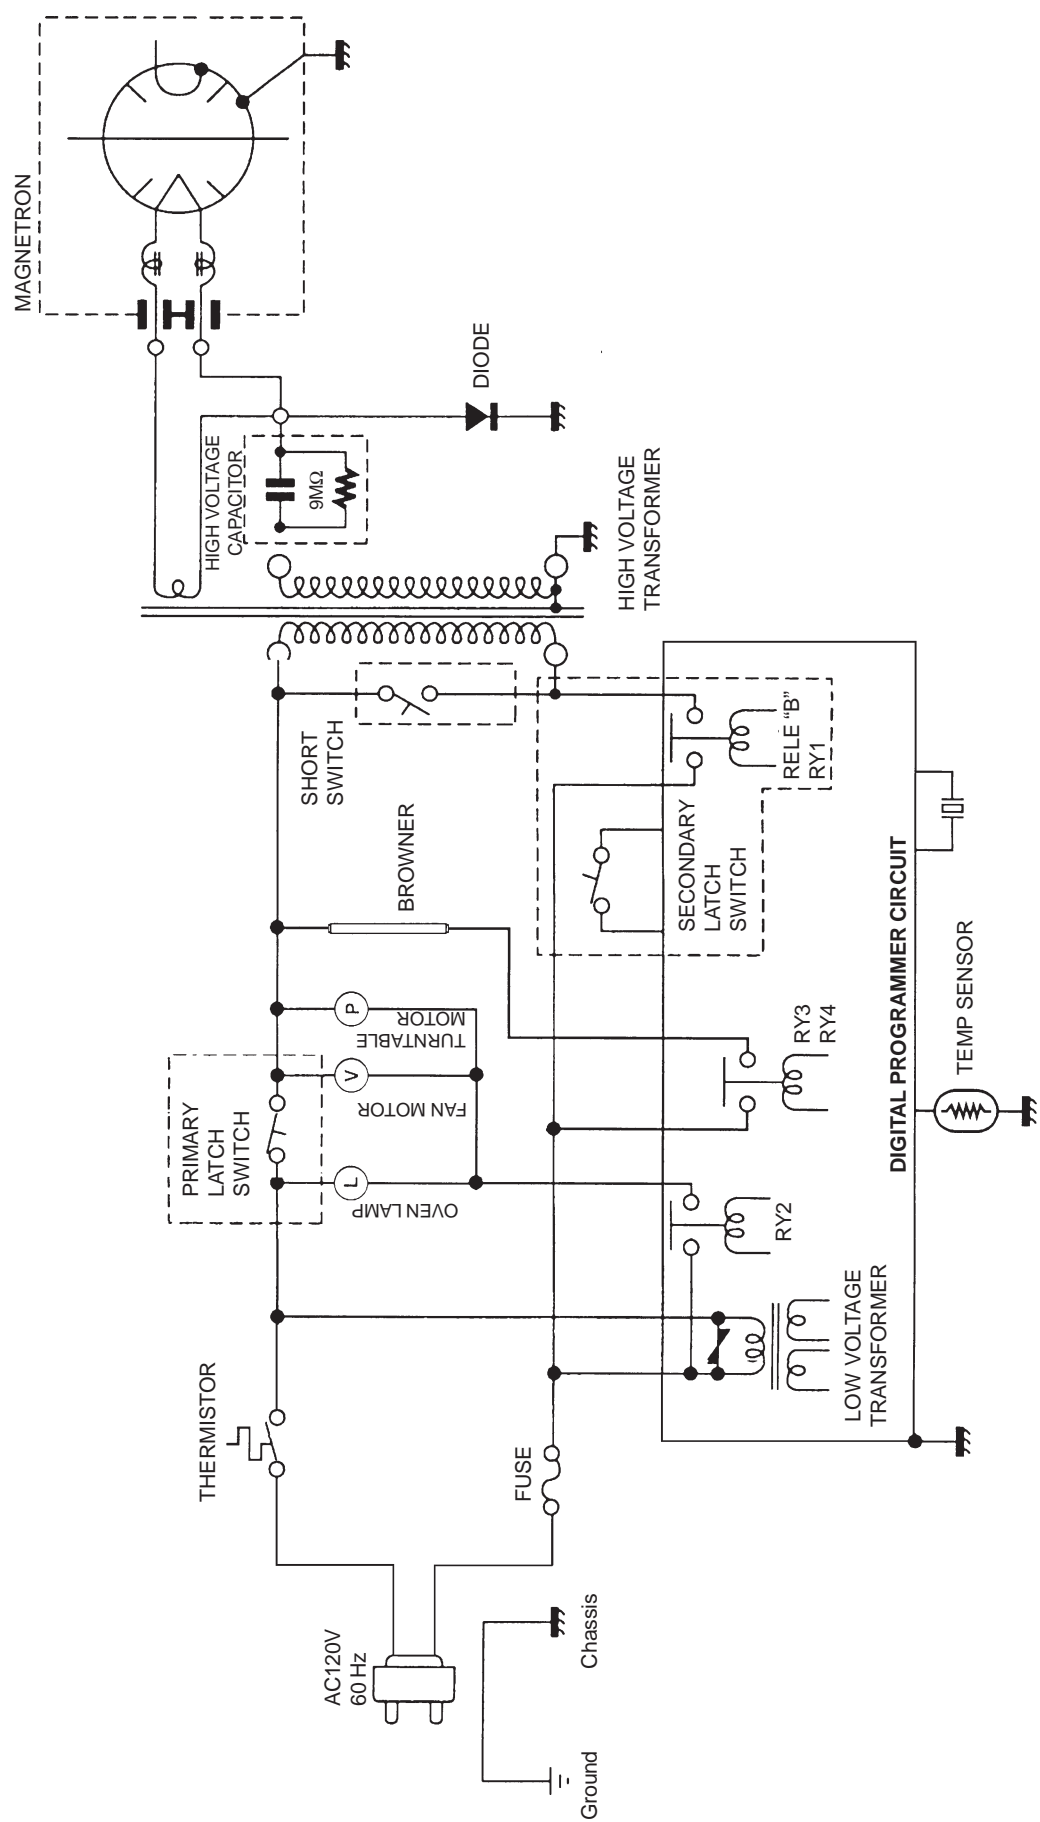 MAGNETRON
DIODE
HIGH VOLTAGE
CAPACITOR
9MΩ
HIGH VOLTAGE
TRANSFORMER
SHORT
SWITCH
RELE “B”
RY1
SECONDARY
LATCH
SWITCH
BROWNER
P
TURNTABLE
MOTOR
V
FAN MOTOR
PRIMARY
LATCH
SWITCH
L
OVEN LAMP
RY3
RY4
RY2
DIGITAL PROGRAMMER CIRCUIT
TEMP SENSOR
LOW VOLTAGE
TRANSFORMER
THERMISTOR
FUSE
AC120V
60 Hz
Chassis
Ground